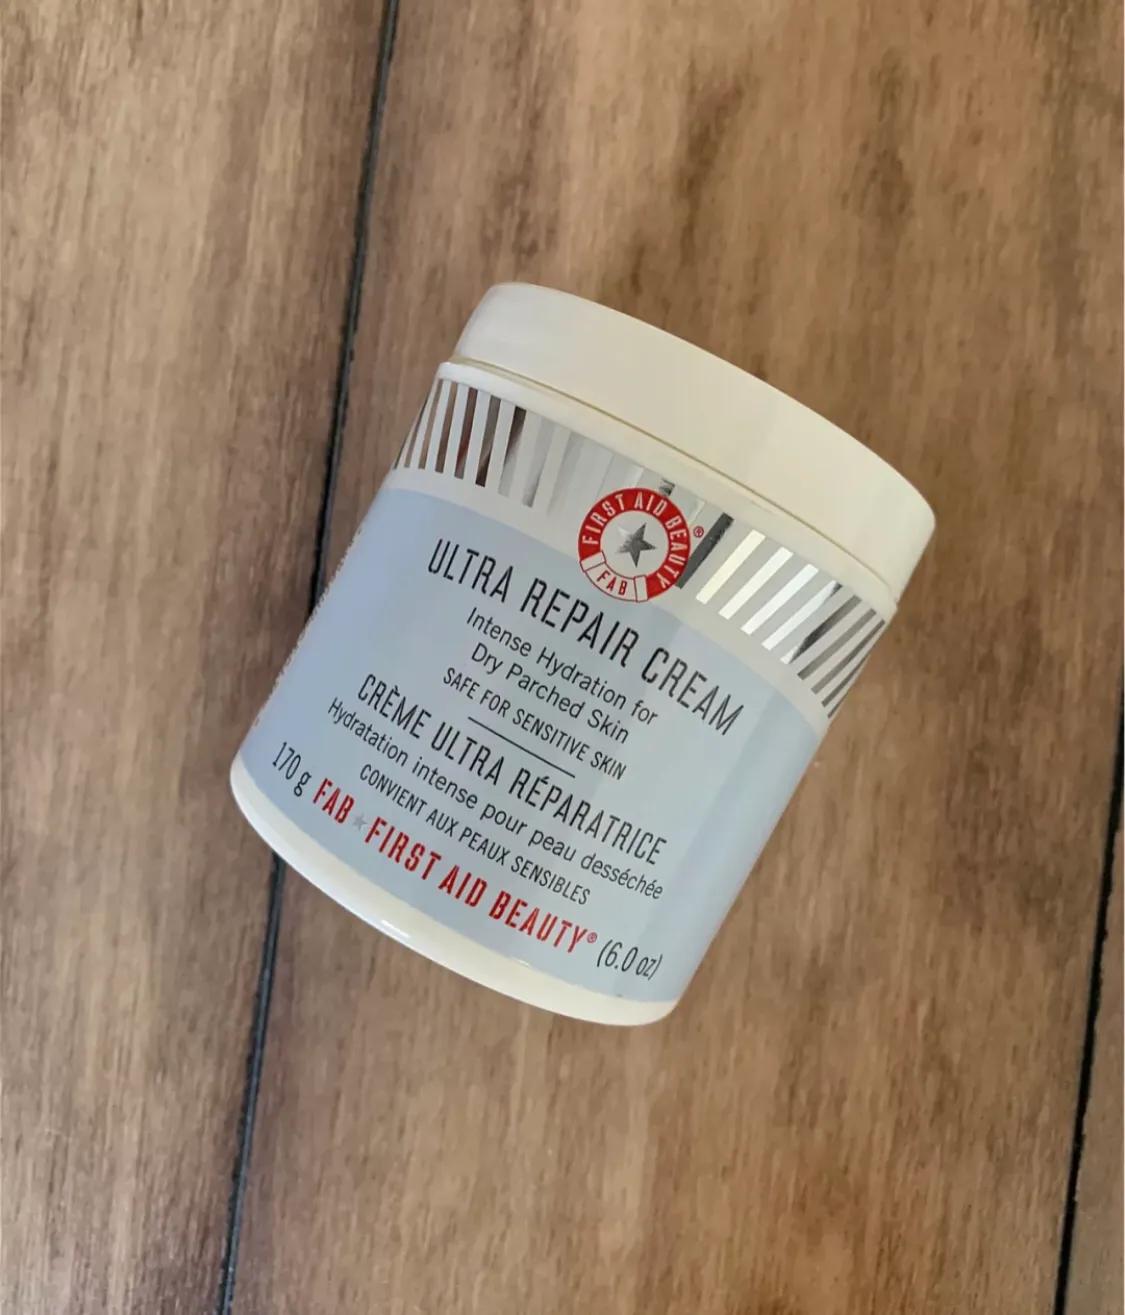 FIRST AID BEAUTY®
FAB
ULTRA REPAIR CREAM
Intense Hydration for
Dry Parched Skin
SAFE FOR SENSITIVE SKIN
CRÈME ULTRA RÉPARATRICE
Hydratation intense pour peau desséchée
CONVIENT AUX PEAUX SENSIBLES
170 g FAB FIRST AID BEAUTY® (6.0 oz)